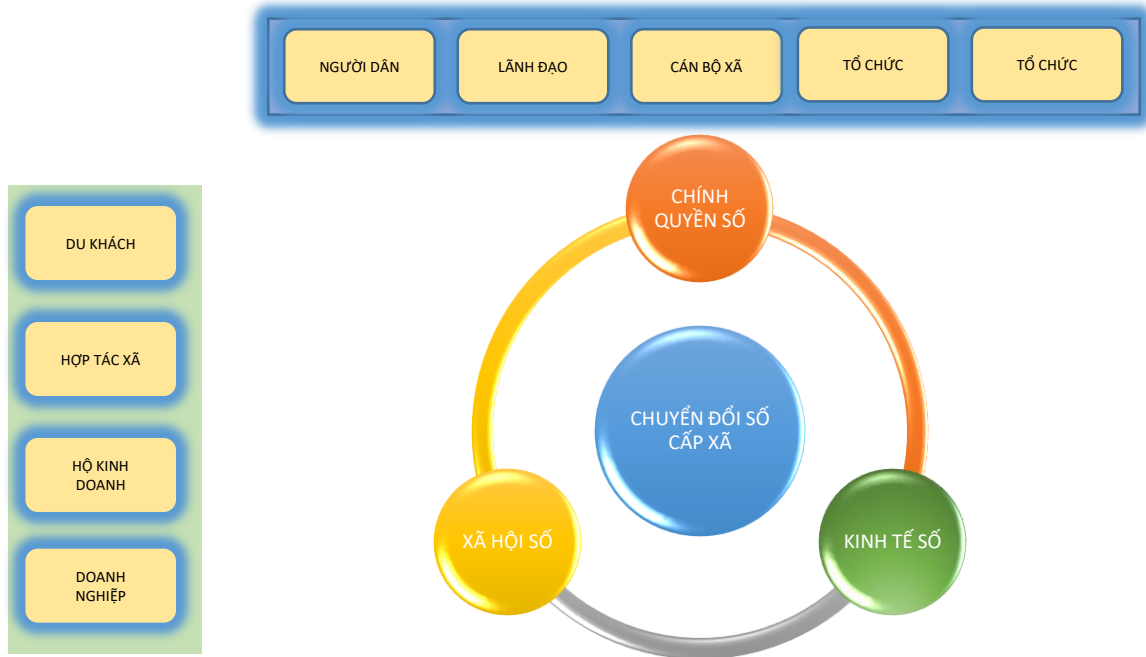 NGƯỜI DÂN
LÃNH ĐẠO
CÁN BỘ XÃ
TỔ CHỨC
TỔ CHỨC
CHÍNH
QUYỀN SỐ
DU KHÁCH
HỢP TÁC XÃ
HỘ KINH
DOANH
DOANH
NGHIỆP
CHUYỂN ĐỔI SỐ
CẤP XÃ
XÃ HỘI SỐ
KINH TẾ SỐ